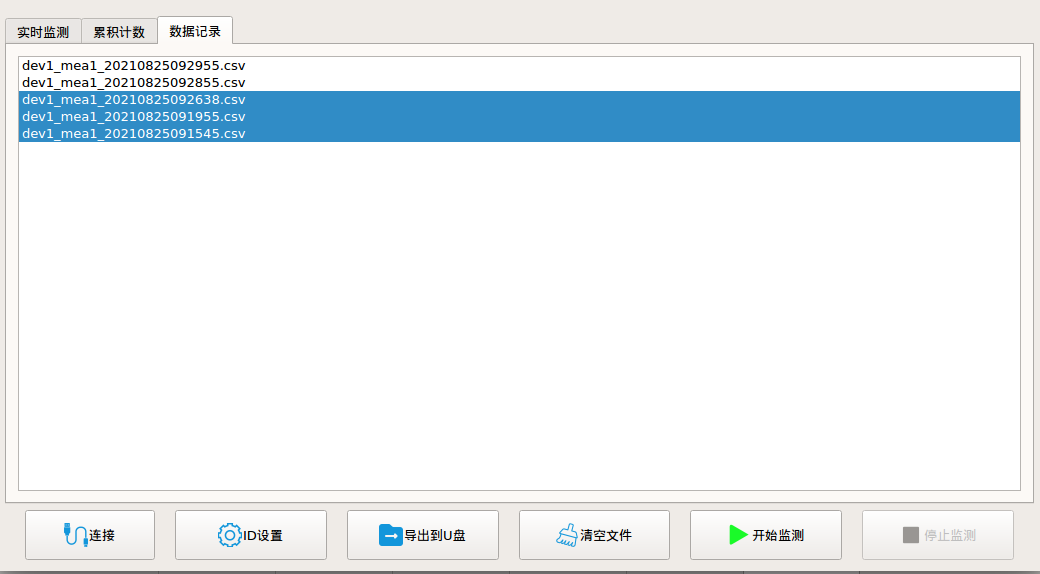 实时监测 累积计数 数据记录
dev1_mea1_20210825092955.csv
dev1_mea1_20210825092855.csv
dev1_mea1_20210825092638.csv
dev1_mea1_20210825091955.csv
dev1_mea1_20210825091545.csv
连接 ID设置 导出到U盘 清空文件 开始监测 停止监测